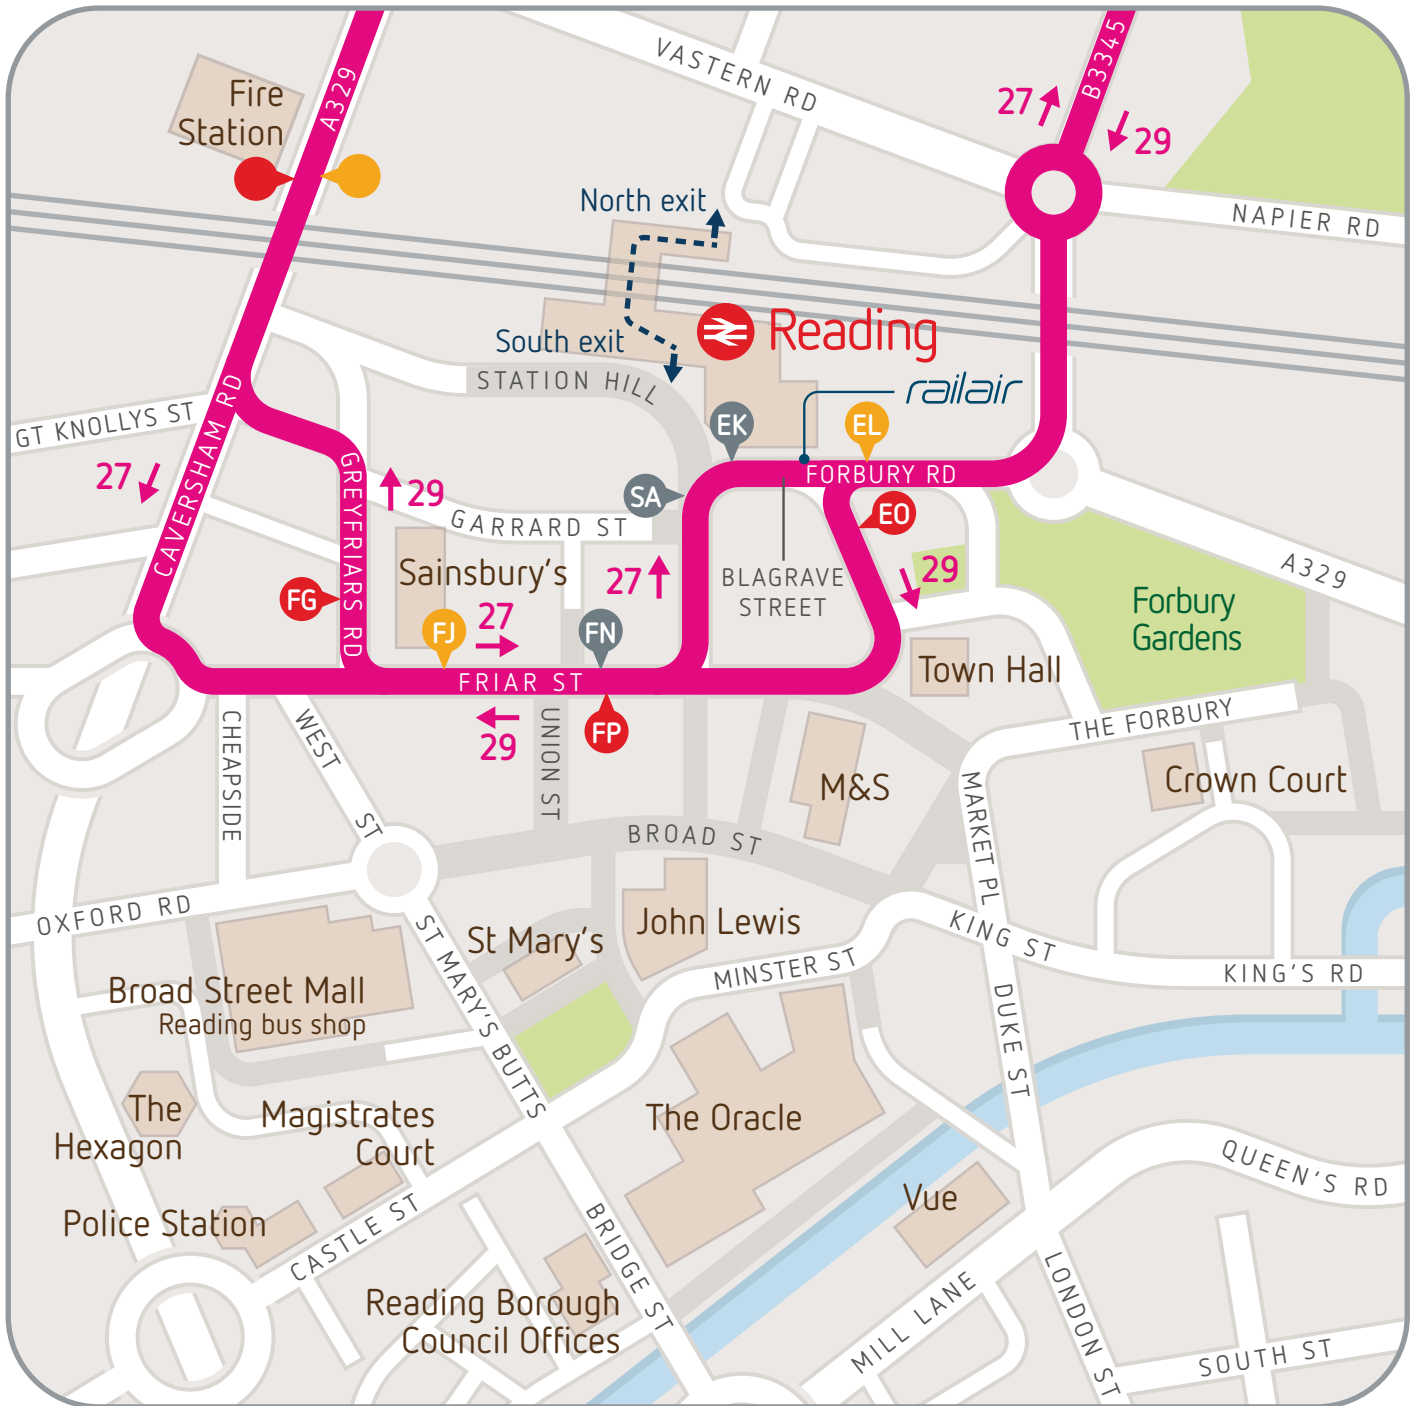 VASTERN RD
B3345
27
29
A329
Fire
Station
NAPIER RD
North exit
South exit
Reading
railair
STATION HILL
GT KNOLLYS ST
CAVERSHAM RD
27
GREYFRIARS RD
29
GARRARD ST
EK
EL
SA
FORBURY RD
EO
29
BLAGRAVE
STREET
27
A329
Forbury
Gardens
Sainsbury's
FG
FJ
27
FN
FRIAR ST
FP
29
Town Hall
THE FORBURY
CHEAPSIDE
WEST ST
UNION ST
M&S
MARKET PL
Crown Court
BROAD ST
OXFORD RD
ST MARY'S BUTTS
St Mary's
John Lewis
MINSTER ST
KING ST
KING'S RD
Broad Street Mall
Reading bus shop
DUKE ST
The
Hexagon
Magistrates
Court
The Oracle
QUEEN'S RD
Police Station
CASTLE ST
Vue
BRIDGE ST
LONDON ST
Reading Borough
Council Offices
MILL LANE
SOUTH ST